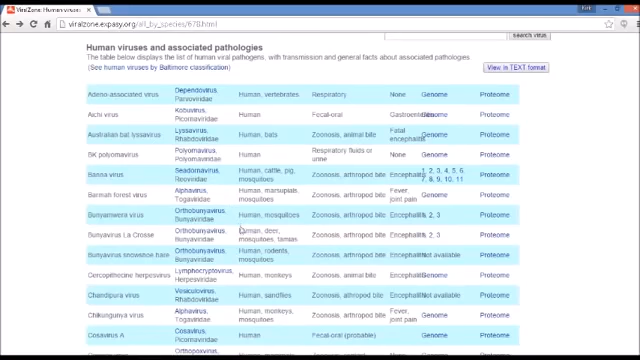 ViralZone: Human viruses
viralzone.expasy.org/all_by_species/678.html
Search virus
Human viruses and associated pathologies
The table below displays the list of human viral pathogens, with transmission and general facts about associated pathologies.
(See human viruses by Baltimore classification)
View in TEXT format
Adeno-associated virus Dependovirus, Parvoviridae Human, vertebrates Respiratory None Genome Proteome
Aichi virus Kobuvirus, Picornaviridae Human Fecal-oral Genome Proteome
Australian bat lyssavirus Lyssavirus, Rhabdoviridae Human, bats Zoonosis, animal bite Fatal encephalitis Genome Proteome
BK polyomavirus Polyomavirus, Polyomaviridae Human Respiratory fluids or urine None Genome Proteome
Banna virus Seadornavirus, Reoviridae Human, cattle, pig, mosquitoes Zoonosis, arthropod bite Encephalitis 1, 2, 3, 4, 5, 6, 7, 8, 9, 10, 11 Proteome
Barmah forest virus Alphavirus, Togaviridae Human, marsupials, mosquitoes Zoonosis, arthropod bite Fever, joint pain Genome Proteome
Bunyamwera virus Orthobunyavirus, Bunyaviridae Human, mosquitoes Zoonosis, arthropod bite Encephalitis 1, 2, 3 Proteome
Bunyavirus La Crosse Orthobunyavirus, Bunyaviridae Human, deer, mosquitoes, tamias Zoonosis, arthropod bite Encephalitis 1, 2, 3 Proteome
Bunyavirus snowshoe hare Orthobunyavirus, Bunyaviridae Human, rodents, mosquitoes Zoonosis, arthropod bite Encephalitis Not available Proteome
Cercopithecine herpesvirus Lymphocryptovirus, Herpesviridae Human, monkeys Zoonosis, animal bite Encephalitis Genome Proteome
Chandipura virus Vesiculovirus, Rhabdoviridae Human, sandflies Zoonosis, arthropod bite Encephalitis Not available Proteome
Chikungunya virus Alphavirus, Togaviridae Human, monkeys, mosquitoes Zoonosis, arthropod bite Fever, joint pain Genome Proteome
Cosavirus A Cosavirus, Picornaviridae Human Fecal-oral (probable) Genome Proteome
Orthopoxvirus,